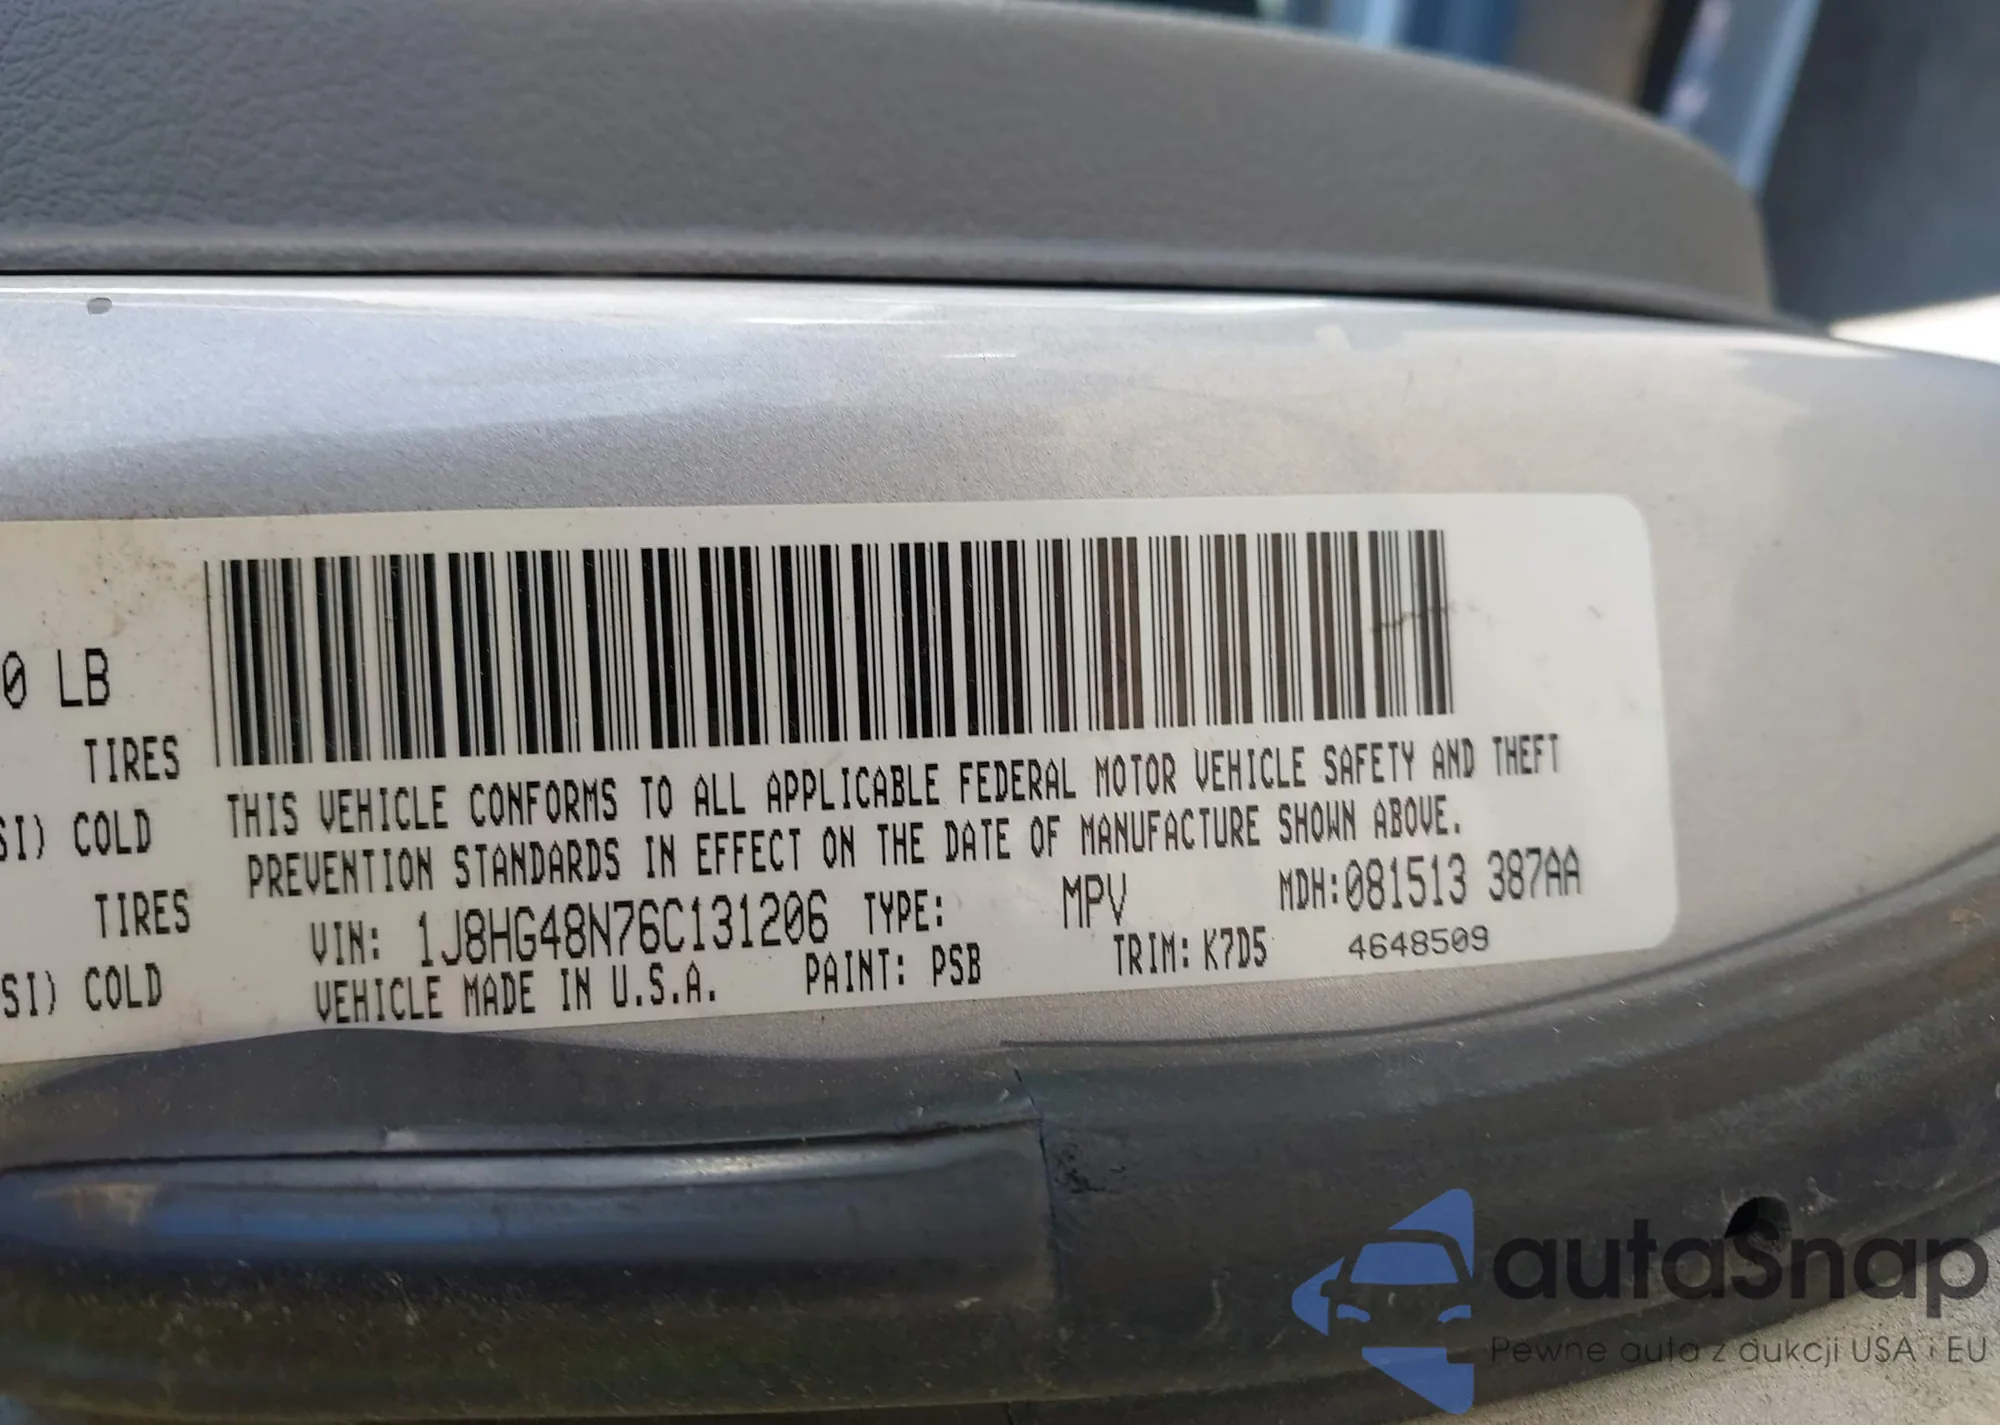 0 LB
TIRES
SI) COLD
TIRES
SI) COLD
THIS VEHICLE CONFORMS TO ALL APPLICABLE FEDERAL MOTOR VEHICLE SAFETY AND THEFT
PREVENTION STANDARDS IN EFFECT ON THE DATE OF MANUFACTURE SHOWN ABOVE.
VIN: 1J8HG48N76C131206 TYPE: MPV MDH:081513 387AA
VEHICLE MADE IN U.S.A. PAINT: PSB TRIM: K7D5 4648509
autosnap
Pewne auta z aukcji USA i EU